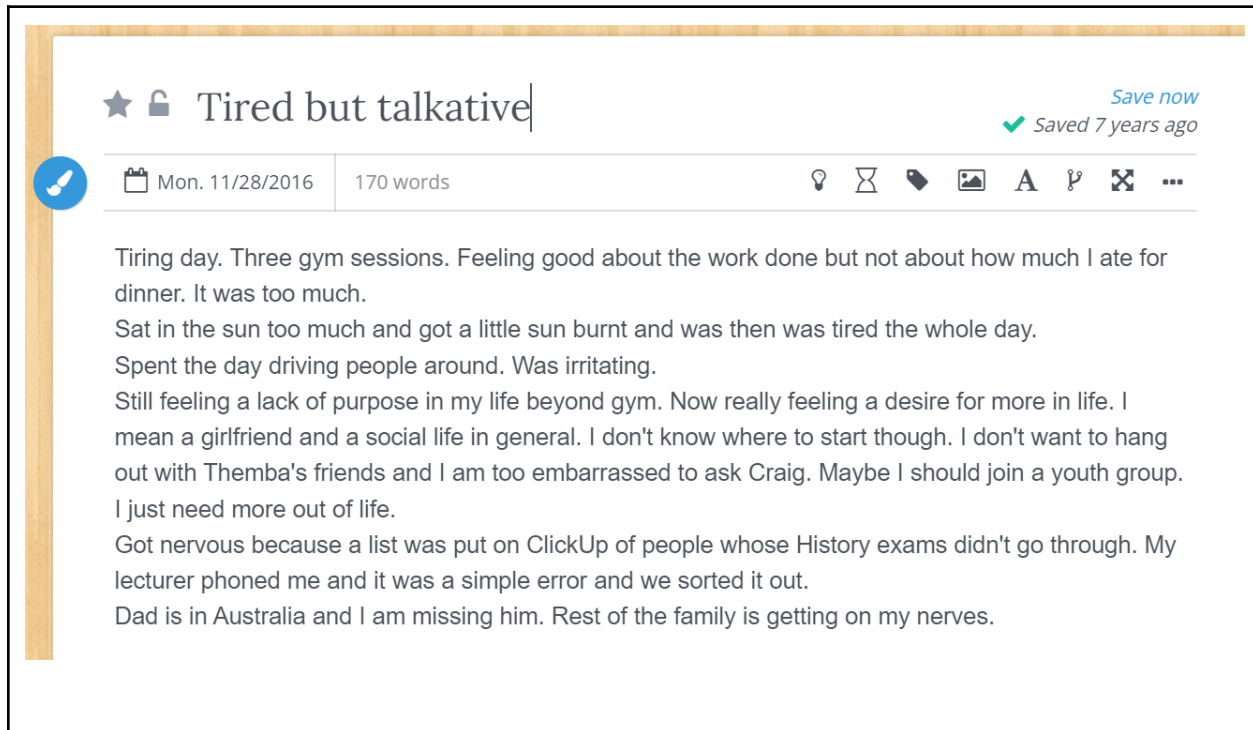 Tired but talkative
Save now
Saved 7 years ago
Mon. 11/28/2016
170 words
A
Tiring day. Three gym sessions. Feeling good about the work done but not about how much I ate for
dinner. It was too much.
Sat in the sun too much and got a little sun burnt and was then was tired the whole day.
Spent the day driving people around. Was irritating.
Still feeling a lack of purpose in my life beyond gym. Now really feeling a desire for more in life. I
mean a girlfriend and a social life in general. I don't know where to start though. I don't want to hang
out with Themba's friends and I am too embarrassed to ask Craig. Maybe I should join a youth group.
I just need more out of life.
Got nervous because a list was put on ClickUp of people whose History exams didn't go through. My
lecturer phoned me and it was a simple error and we sorted it out.
Dad is in Australia and I am missing him. Rest of the family is getting on my nerves.